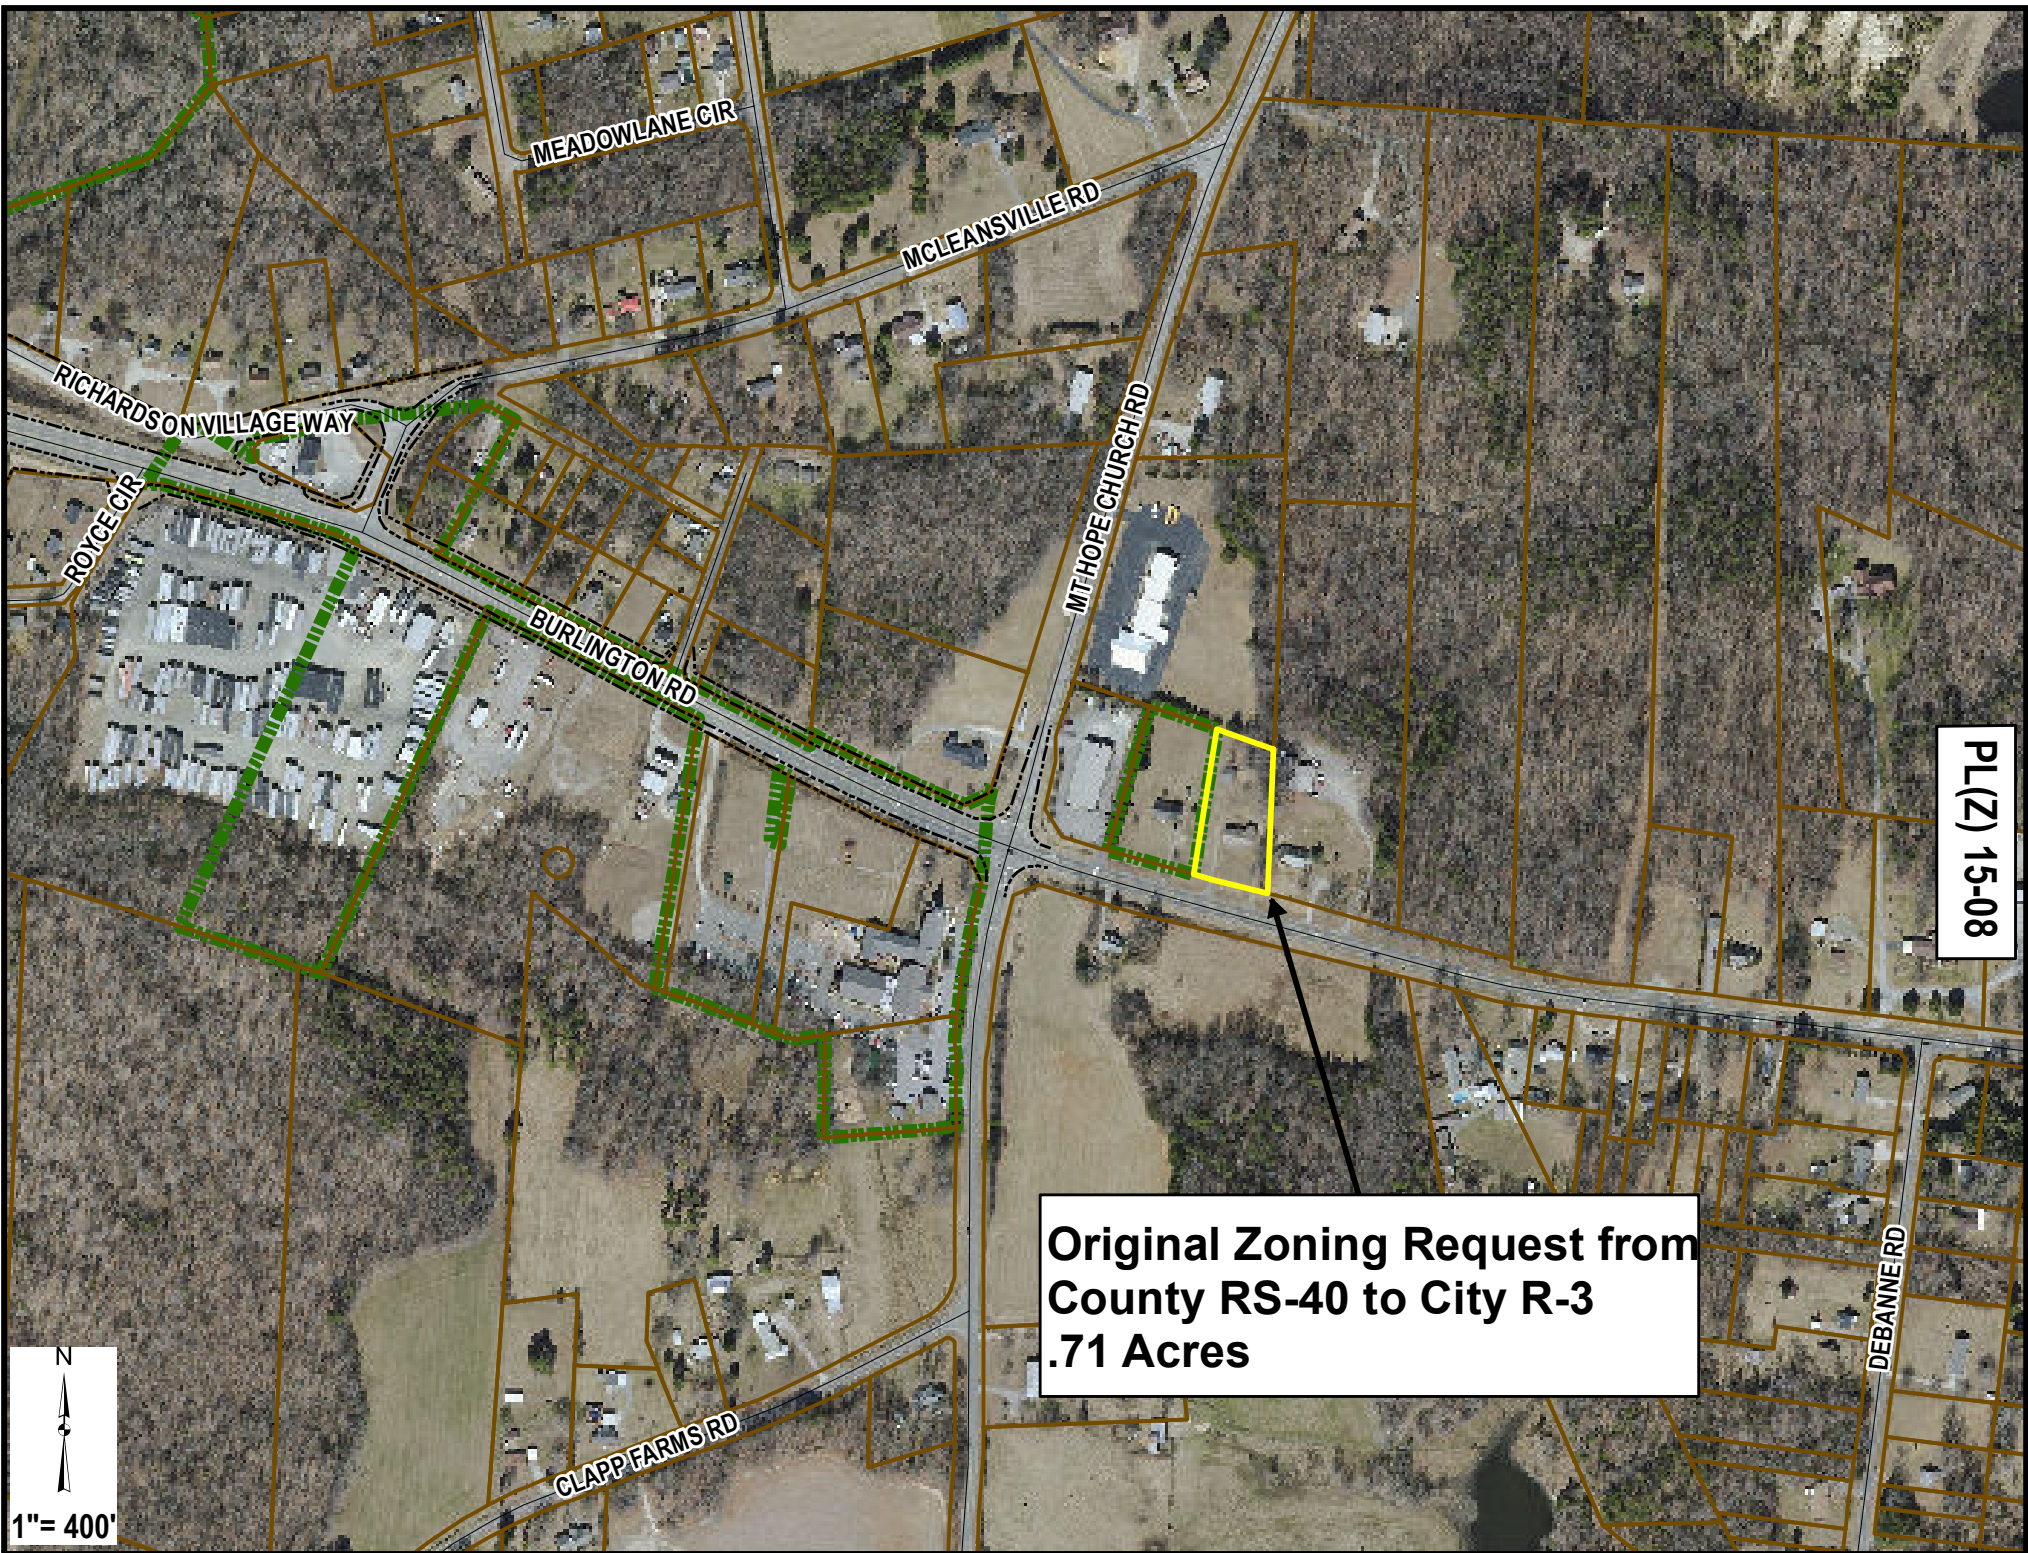 MEADOWLANE CIR
MCLEANSVILLE RD
RICHARDSON VILLAGE WAY
ROYCE CIR
MT HOPE CHURCH RD
BURLINGTON RD
PL(Z) 15-08
Original Zoning Request from
County RS-40 to City R-3
.71 Acres
DEBANNE RD
CLAPP FARMS RD
N
1"= 400'